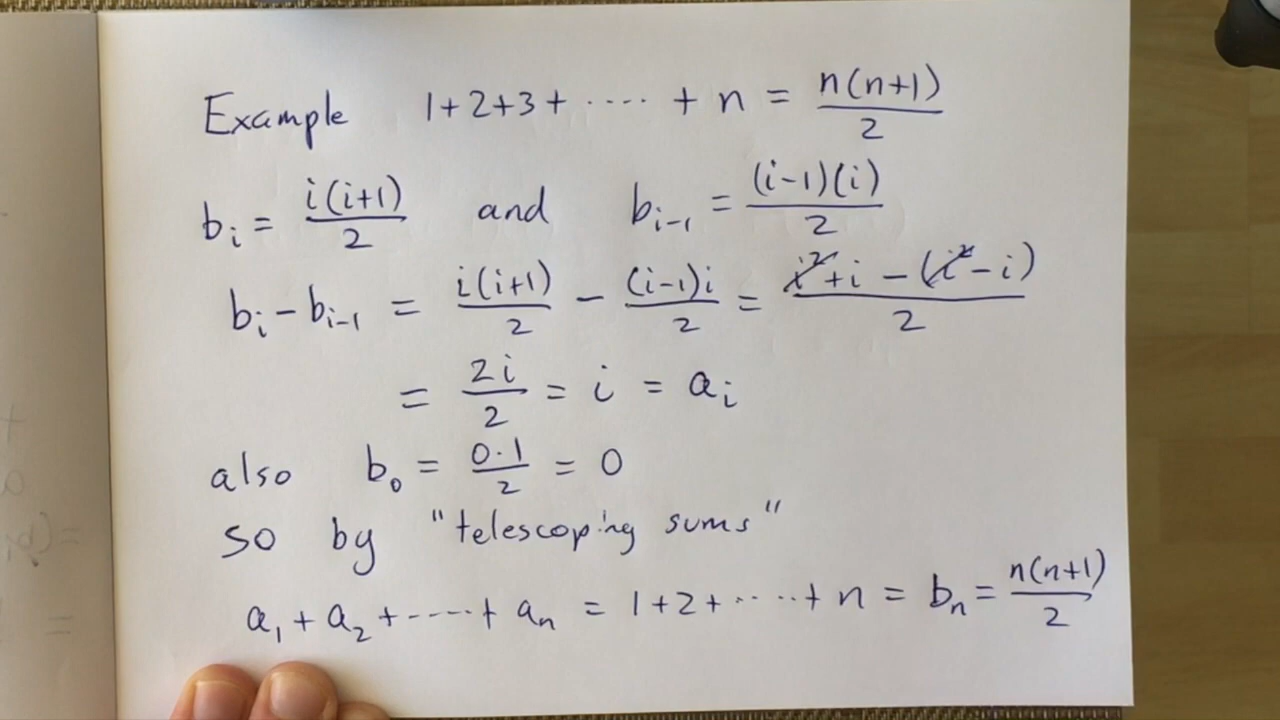 Example 1+2+3+ ···· + n = n(n+1)/2
b_i = i(i+1)/2 and b_{i-1} = (i-1)(i)/2
b_i - b_{i-1} = i(i+1)/2 - (i-1)i/2 = (i²+i - (i²-i))/2
= 2i/2 = i = a_i
also b_0 = 0·1/2 = 0
so by "telescoping sums"
a_1 + a_2 + ····· + a_n = 1+2+ ····· + n = b_n = n(n+1)/2